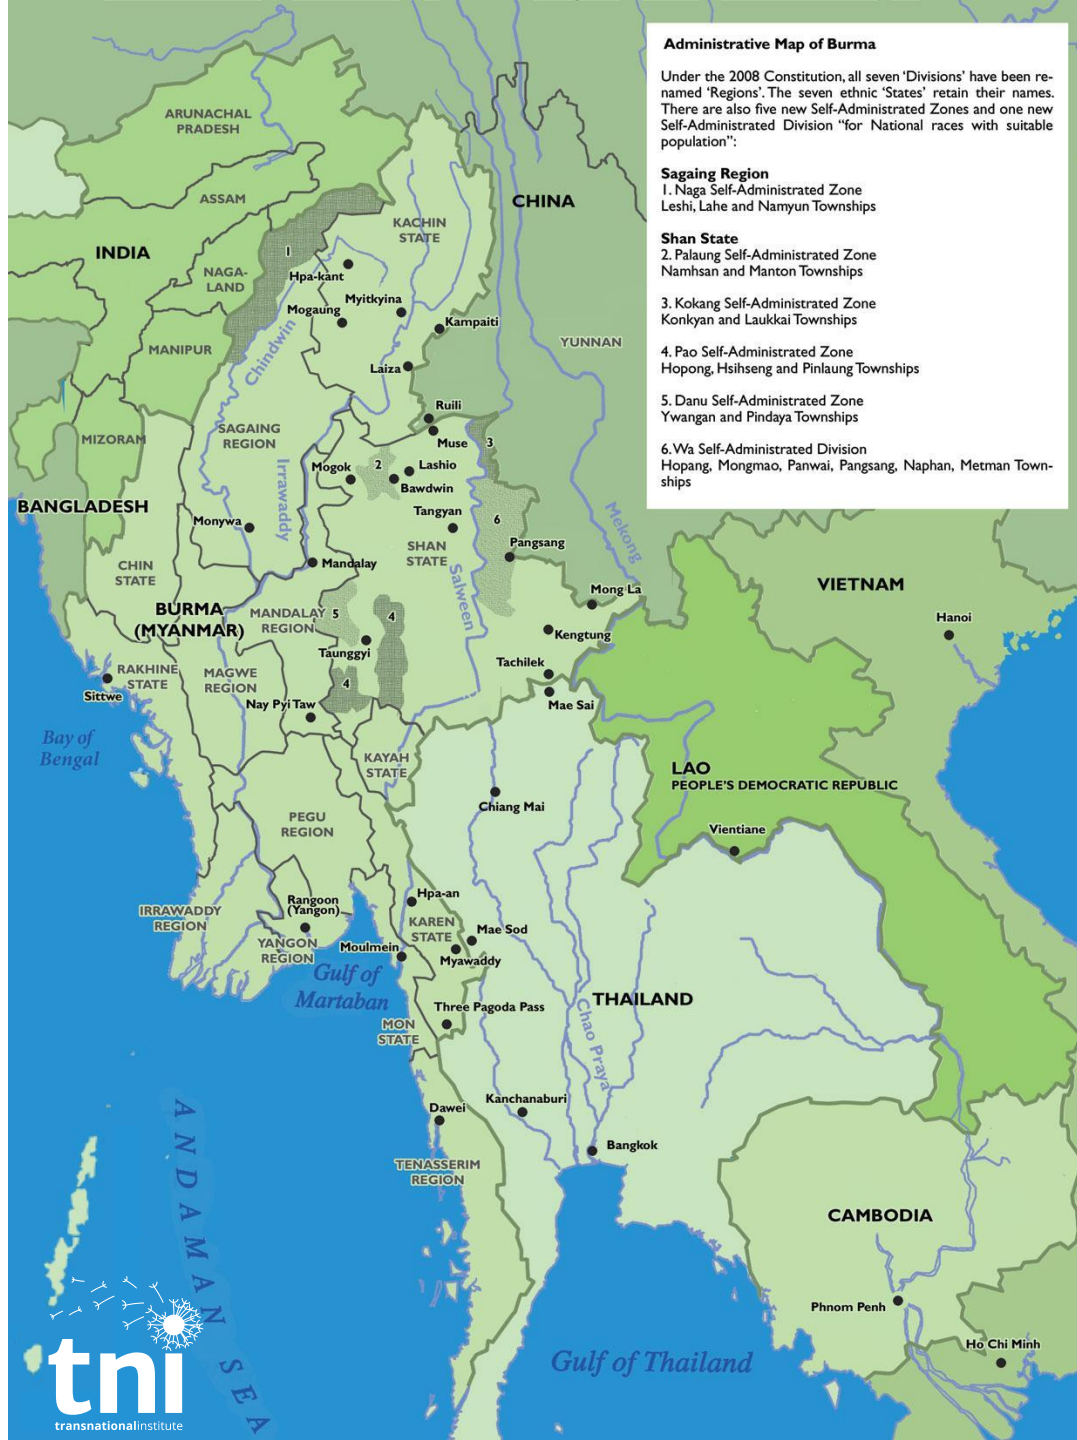 Administrative Map of Burma
Under the 2008 Constitution, all seven ‘Divisions’ have been re-
named ‘Regions’. The seven ethnic ‘States’ retain their names.
There are also five new Self-Administrated Zones and one new
Self-Administrated Division “for National races with suitable
population”:
Sagaing Region
1. Naga Self-Administrated Zone
Leshi, Lahe and Namyun Townships
Shan State
2. Palaung Self-Administrated Zone
Namhsan and Manton Townships
3. Kokang Self-Administrated Zone
Konkyan and Laukkai Townships
4. Pao Self-Administrated Zone
Hopong, Hsihseng and Pinlaung Townships
5. Danu Self-Administrated Zone
Ywangan and Pindaya Townships
6. Wa Self-Administrated Division
Hopang, Mongmao, Panwai, Pangsang, Naphan, Metman Town-
ships
ARUNACHAL
PRADESH
ASSAM
CHINA
KACHIN
STATE
INDIA
1
NAGA-
LAND
Hpa-kant
Myitkyina
Mogaung
Kampaiti
Chindwin
YUNNAN
MANIPUR
Laiza
Ruili
MIZORAM
SAGAING
REGION
Muse
3
Mogok
2
Lashio
Bawdwin
Irrawaddy
BANGLADESH
Tangyan
Monywa
6
Mekong
Pangsang
SHAN
STATE
CHIN
STATE
Mandalay
Salween
VIETNAM
Mong La
BURMA
(MYANMAR)
MANDALAY
REGION
5
4
Hanoi
Kengtung
Taunggyi
Tachilek
RAKHINE
STATE
MAGWE
REGION
4
Sittwe
Nay Pyi Taw
Mae Sai
Bay of
Bengal
KAYAH
STATE
LAO
PEOPLE'S DEMOCRATIC REPUBLIC
Chiang Mai
PEGU
REGION
Vientiane
Hpa-an
Rangoon
(Yangon)
IRRAWADDY
REGION
KAREN
STATE
Mae Sod
YANGON
REGION
Moulmein
Myawaddy
Gulf of
Martaban
THAILAND
Three Pagoda Pass
Chao Praya
MON
STATE
Kanchanaburi
Dawei
Bangkok
TENASSERIM
REGION
ANDAMAN SEA
CAMBODIA
Phnom Penh
Ho Chi Minh
Gulf of Thailand
tni
transnationalinstitute